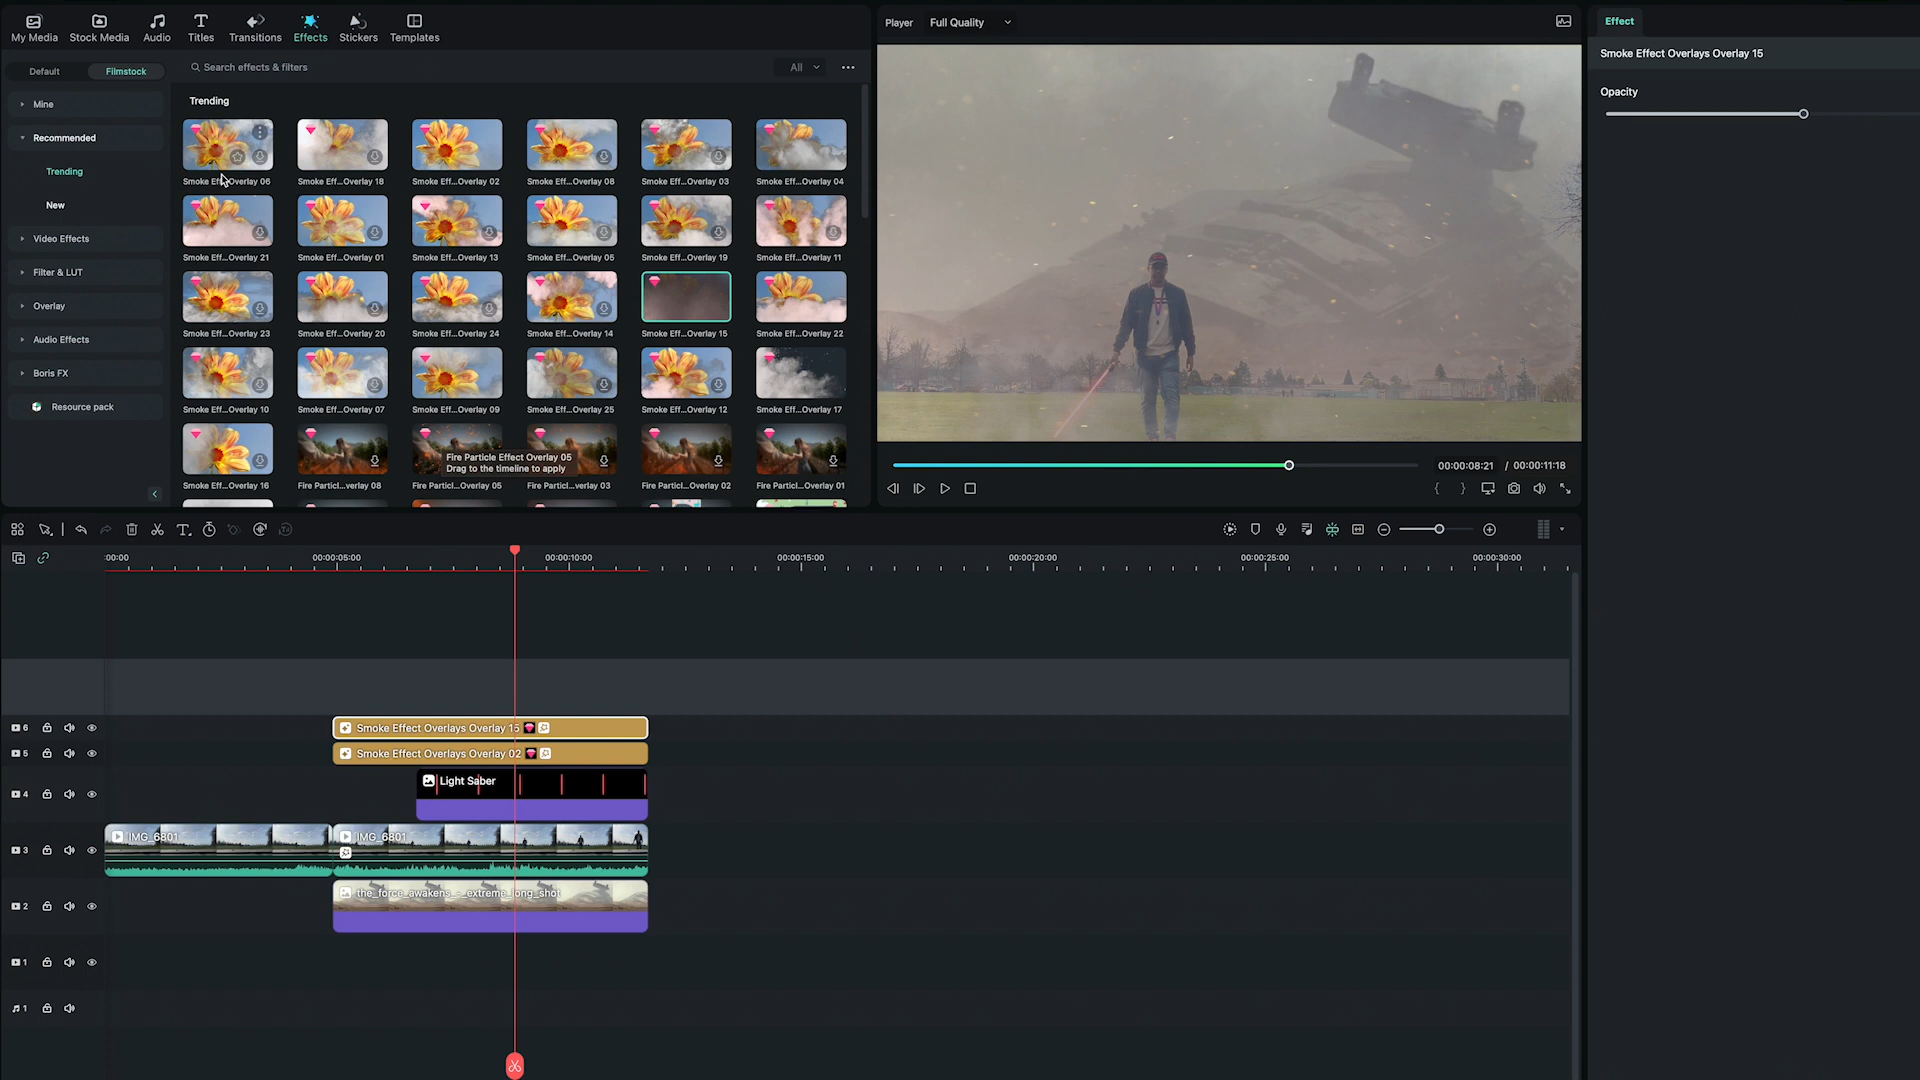 My Media
Stock Media
Audio
Titles
Transitions
Effects
Stickers
Templates
Player
Full Quality
Effect
Default
Filmstock
Search effects & filters
All
Smoke Effect Overlays Overlay 15
Opacity
Mine
Recommended
Trending
New
Video Effects
Filter & LUT
Overlay
Audio Effects
Boris FX
Resource pack
Trending
Smoke Eff...Overlay 06
Smoke Eff...Overlay 18
Smoke Eff...Overlay 02
Smoke Eff...Overlay 08
Smoke Eff...Overlay 03
Smoke Eff...Overlay 04
Smoke Eff...Overlay 21
Smoke Eff...Overlay 01
Smoke Eff...Overlay 13
Smoke Eff...Overlay 05
Smoke Eff...Overlay 19
Smoke Eff...Overlay 11
Smoke Eff...Overlay 23
Smoke Eff...Overlay 20
Smoke Eff...Overlay 24
Smoke Eff...Overlay 14
Smoke Eff...Overlay 15
Smoke Eff...Overlay 22
Smoke Eff...Overlay 10
Smoke Eff...Overlay 07
Smoke Eff...Overlay 09
Smoke Eff...Overlay 25
Smoke Eff...Overlay 12
Smoke Eff...Overlay 17
Fire Particle Effect Overlay 05
Drag to the timeline to apply
Smoke Eff...Overlay 16
Fire Particl...verlay 08
Fire Particl...Overlay 05
Fire Particl...verlay 03
Fire Particl...Overlay 02
Fire Particl...Overlay 01
00:00:08:21 / 00:00:11:18
:00:00
00:00:05:00
00:00:10:00
00:00:15:00
00:00:20:00
00:00:25:00
00:00:30:00
6
Smoke Effect Overlays Overlay 15
5
Smoke Effect Overlays Overlay 02
4
Light Saber
3
IMG_6801
IMG_6801
2
the_force_awakens_-_extreme_long_shot
1
1